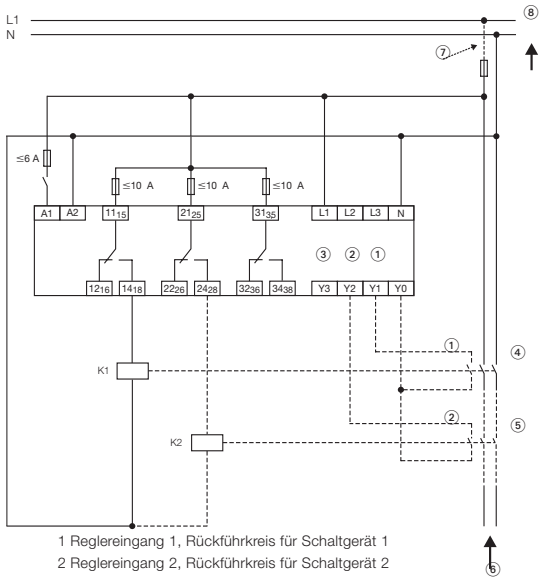 L1 ⑧
N
⑦
≤6 A
≤10 A ≤10 A ≤10 A
A1 A2 11₁₅ 21₂₅ 31₃₅ L1 L2 L3 N
③ ② ①
12₁₆ 14₁₈ 22₂₆ 24₂₈ 32₃₆ 34₃₈ Y3 Y2 Y1 Y0
① ④
K1
② ⑤
K2
1 Reglereingang 1, Rückführkreis für Schaltgerät 1
2 Reglereingang 2, Rückführkreis für Schaltgerät 2
⑥